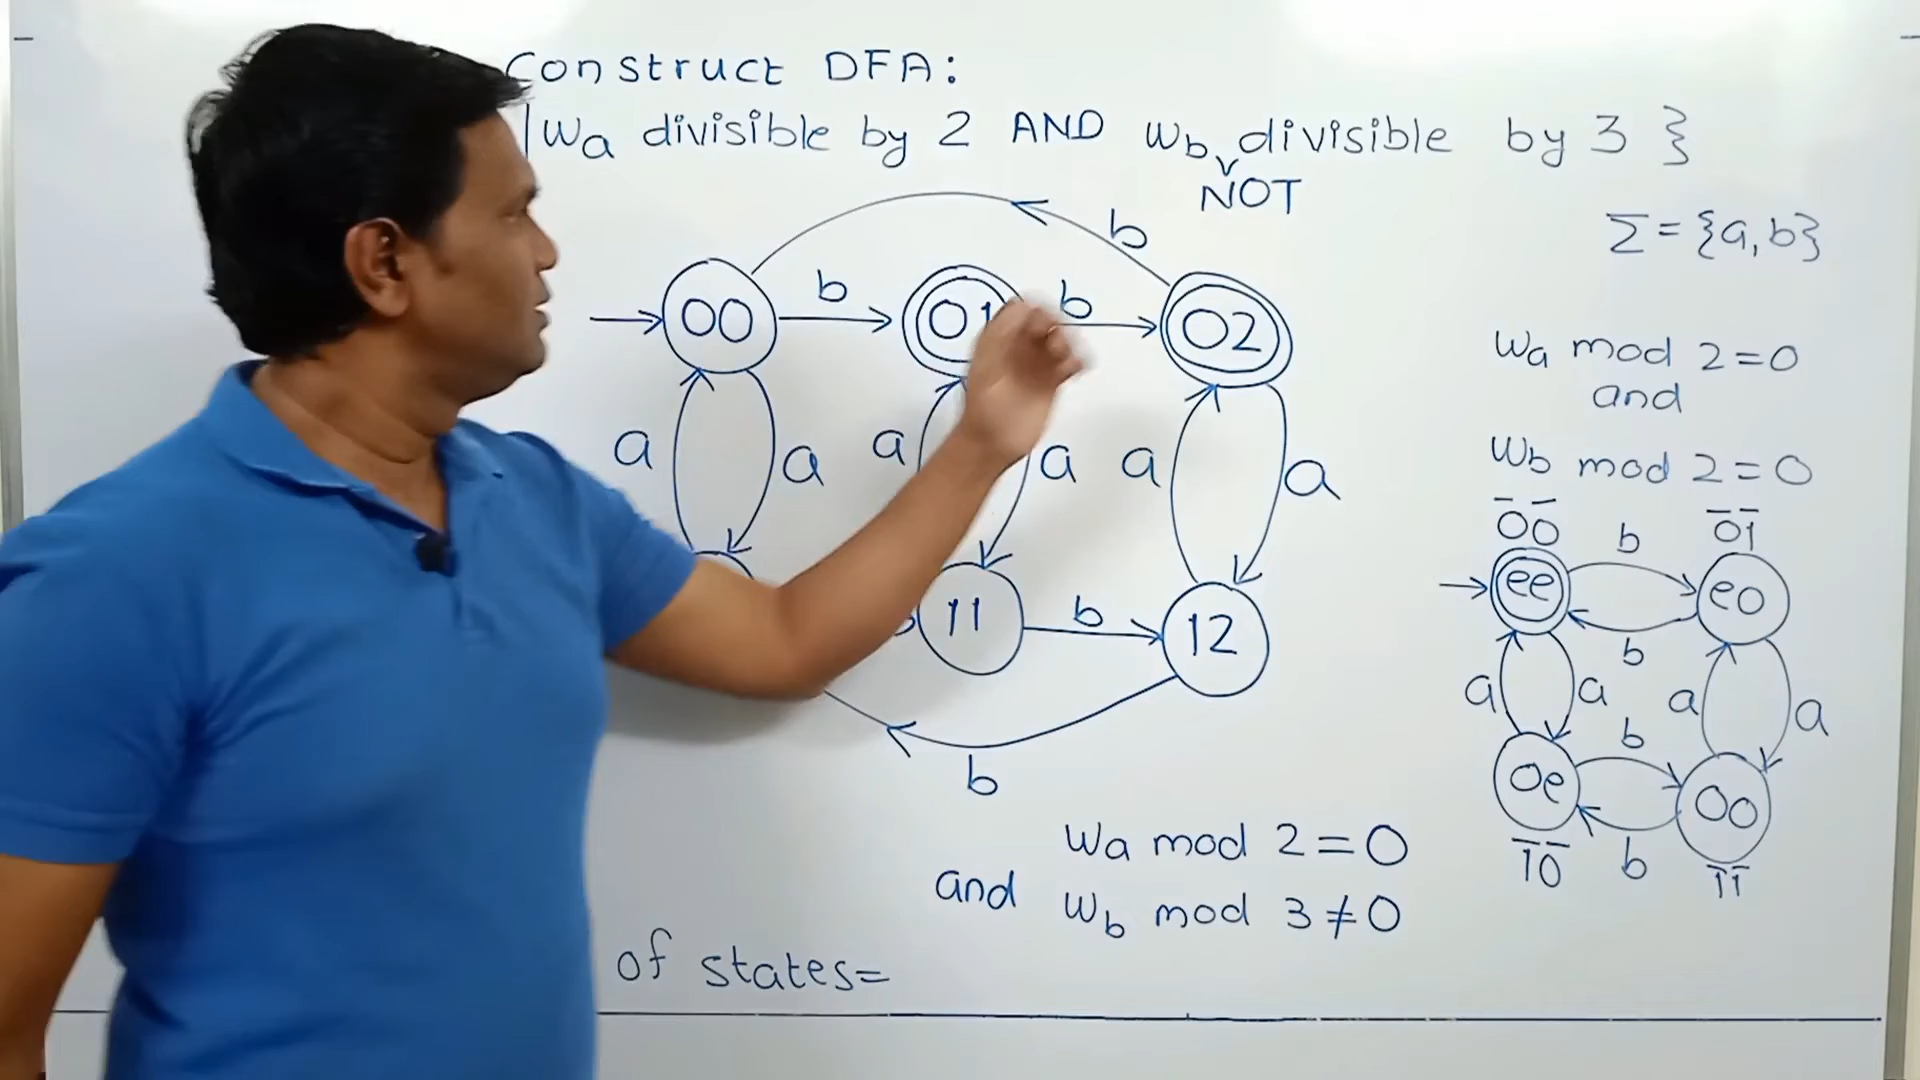 Construct DFA:
|Wa divisible by 2 AND Wb divisible by 3 }
NOT
Σ = {a, b}
b
00 b 01 b 02
a a a a a a
11 b 12
b
Wa mod 2 = 0
and
Wb mod 2 = 0
00 b 01
ee eo
b
a a a a
b
oe oo
10 b 11
Wa mod 2 = 0
and Wb mod 3 ≠ 0
of states=